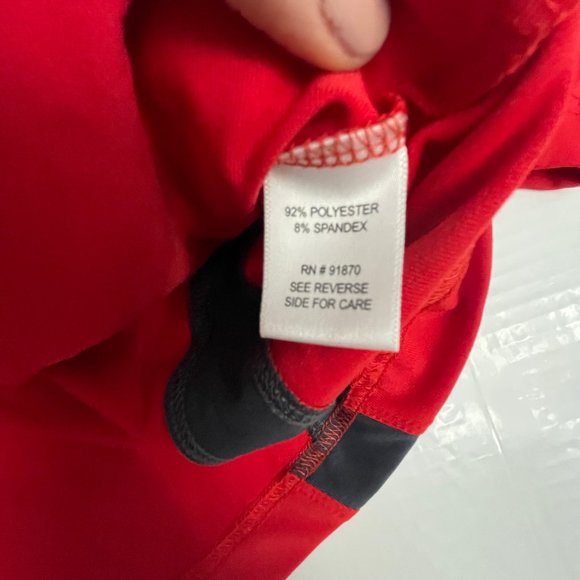 92% POLYESTER
8% SPANDEX
RN # 91870
SEE REVERSE
SIDE FOR CARE